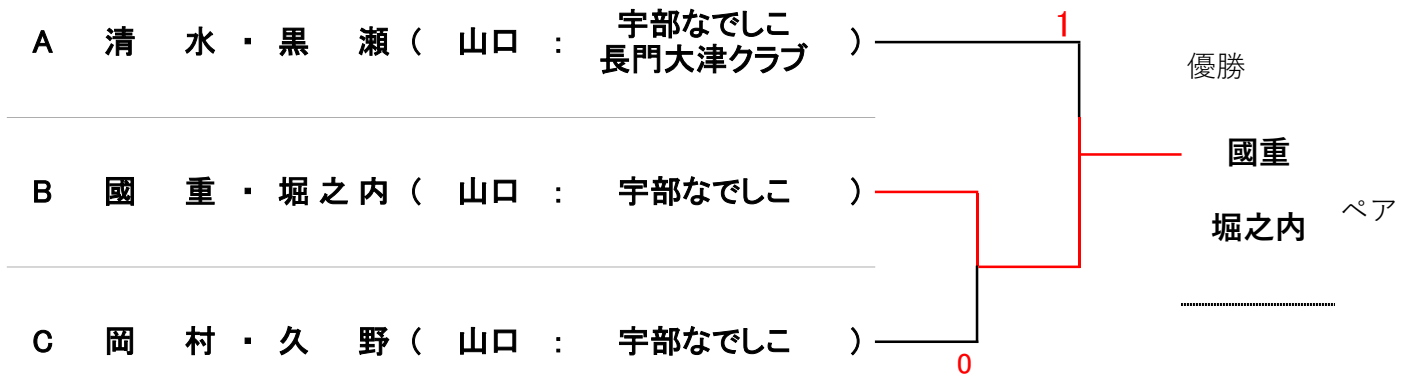 A 清 水 ・ 黒 瀬 ( 山口 : 宇部なでしこ
長門大津クラブ )
1
優勝
B 國 重 ・ 堀 之 内 ( 山口 : 宇部なでしこ )
國重
堀之内
ペア
C 岡 村 ・ 久 野 ( 山口 : 宇部なでしこ )
0